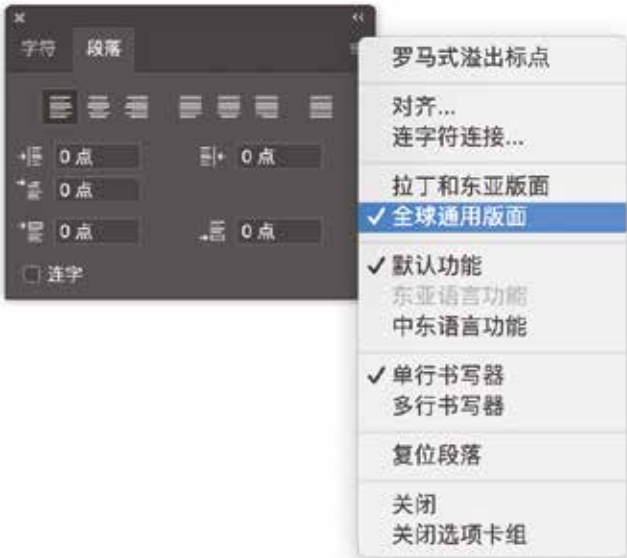 字符 段落
0 点 0 点
0 点
0 点 0 点
连字
罗马式溢出标点
对齐...
连字符连接...
拉丁和东亚版面
全球通用版面
默认功能
东亚语言功能
中东语言功能
单行书写器
多行书写器
复位段落
关闭
关闭选项卡组